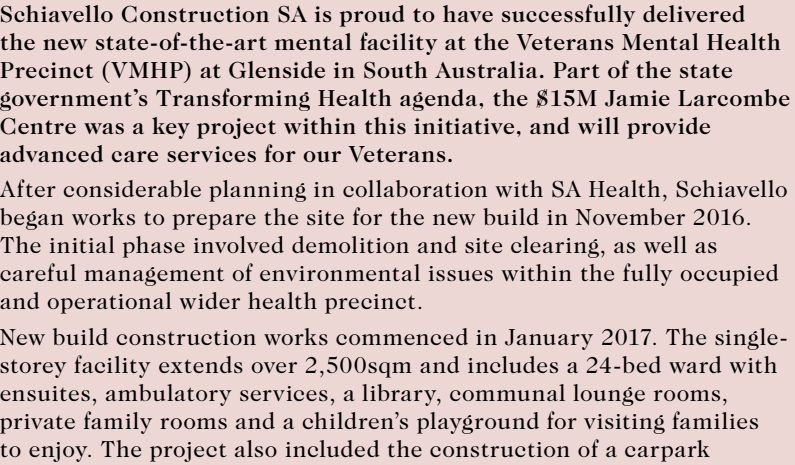 Schiavello Construction SA is proud to have successfully delivered
the new state-of-the-art mental facility at the Veterans Mental Health
Precinct (VMHP) at Glenside in South Australia. Part of the state
government’s Transforming Health agenda, the $15M Jamie Larcombe
Centre was a key project within this initiative, and will provide
advanced care services for our Veterans.
After considerable planning in collaboration with SA Health, Schiavello
began works to prepare the site for the new build in November 2016.
The initial phase involved demolition and site clearing, as well as
careful management of environmental issues within the fully occupied
and operational wider health precinct.
New build construction works commenced in January 2017. The single-
storey facility extends over 2,500sqm and includes a 24-bed ward with
ensuites, ambulatory services, a library, communal lounge rooms,
private family rooms and a children’s playground for visiting families
to enjoy. The project also included the construction of a carpark